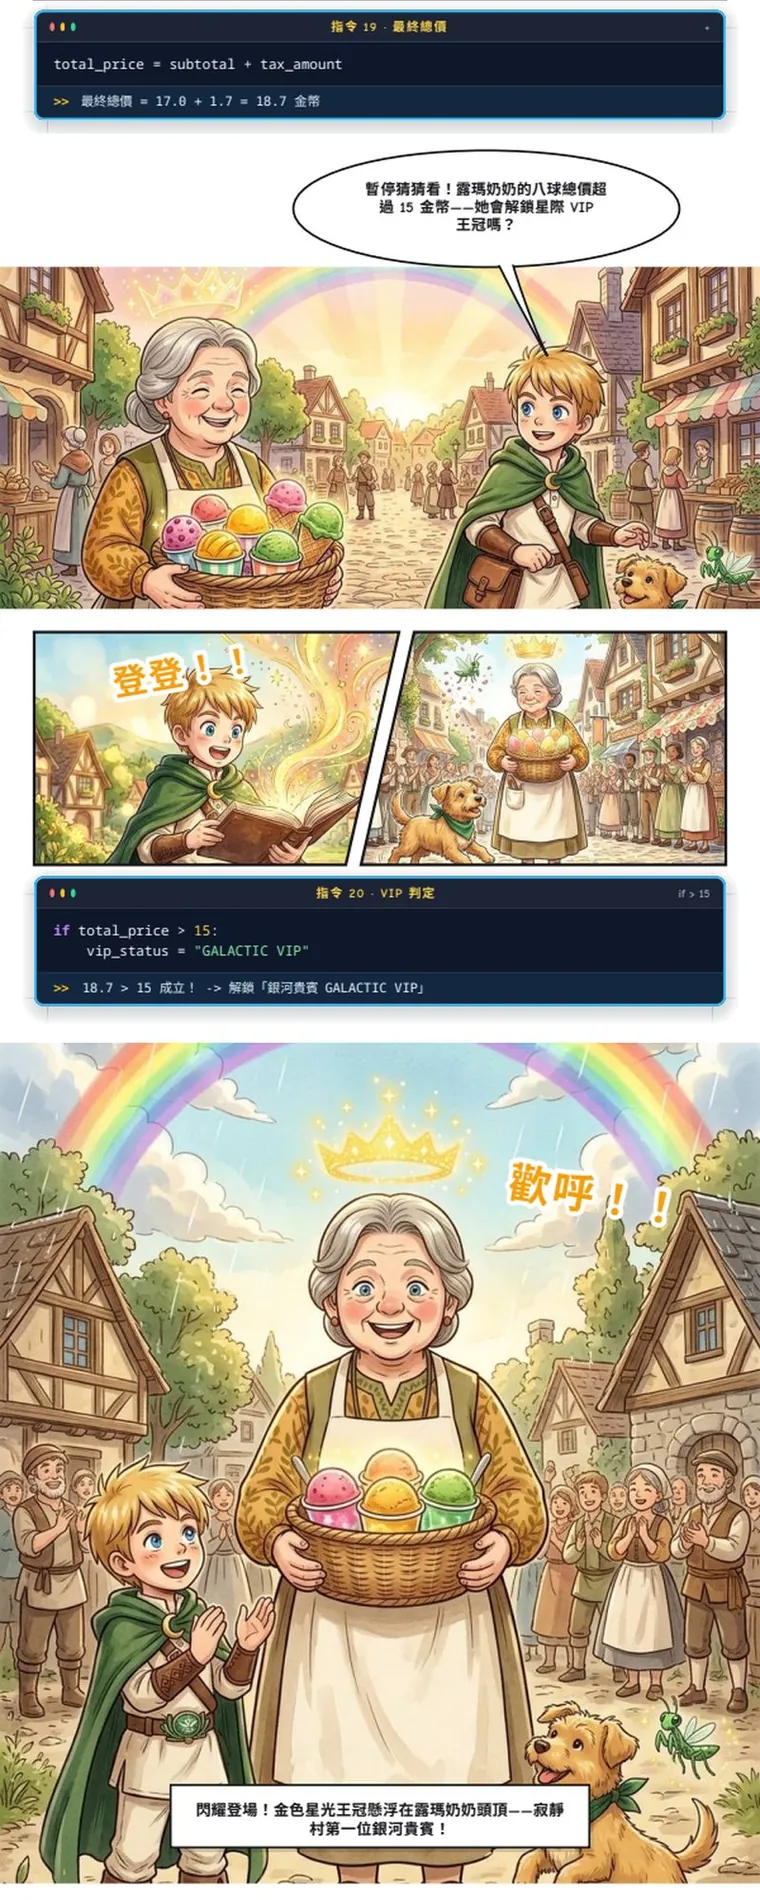 指令 19 · 最終總價
total_price = subtotal + tax_amount
>> 最終總價 = 17.0 + 1.7 = 18.7 金幣
暫停猜猜看！露瑪奶奶的八球總價超
過 15 金幣——她會解鎖星際 VIP
王冠嗎？
登登！！
指令 20 · VIP 判定
if > 15
if total_price > 15:
    vip_status = "GALACTIC VIP"
>> 18.7 > 15 成立！ -> 解鎖「銀河貴賓 GALACTIC VIP」
歡呼！！
閃耀登場！金色星光王冠懸浮在露瑪奶奶頭頂——寂靜
村第一位銀河貴賓！